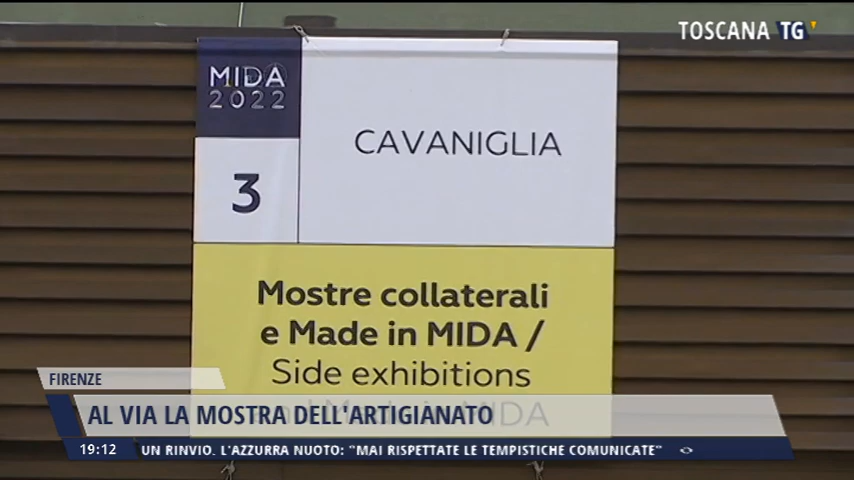 TOSCANA TG
MIDA
2022
CAVANIGLIA
3
Mostre collaterali
e Made in MIDA /
Side exhibitions
MIDA
FIRENZE
AL VIA LA MOSTRA DELL'ARTIGIANATO
19:12 UN RINVIO. L'AZZURRA NUOTO: "MAI RISPETTATE LE TEMPISTICHE COMUNICATE"